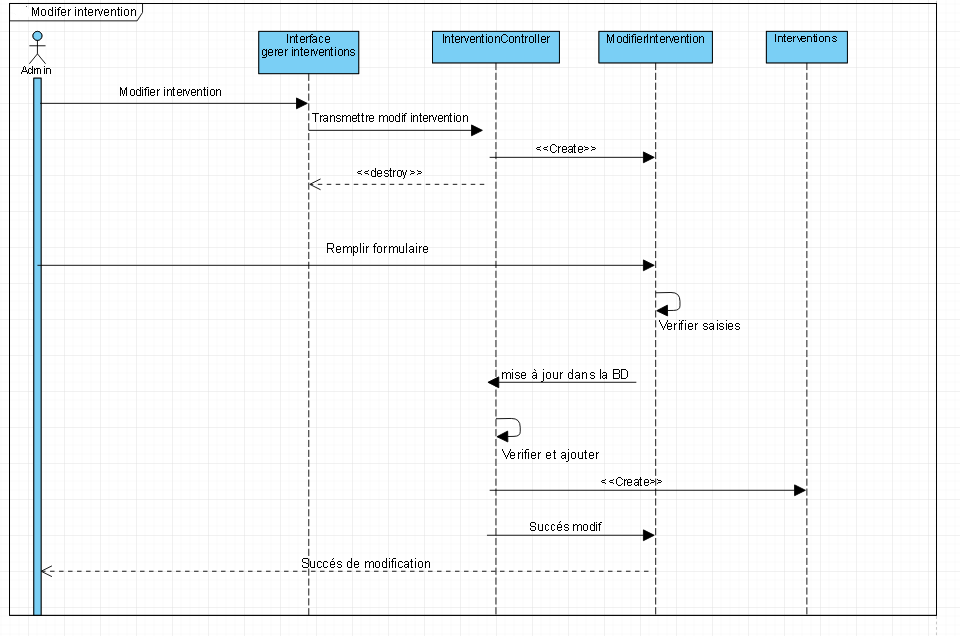 Modifer intervention
Interface
gerer interventions
InterventionController
ModifierIntervention
Interventions
Admin
Modifier intervention
Transmettre modif intervention
<<Create>>
<<destroy>>
Remplir formulaire
Verifier saisies
mise à jour dans la BD
Verifier et ajouter
<<Create>>
Succés modif
Succés de modification